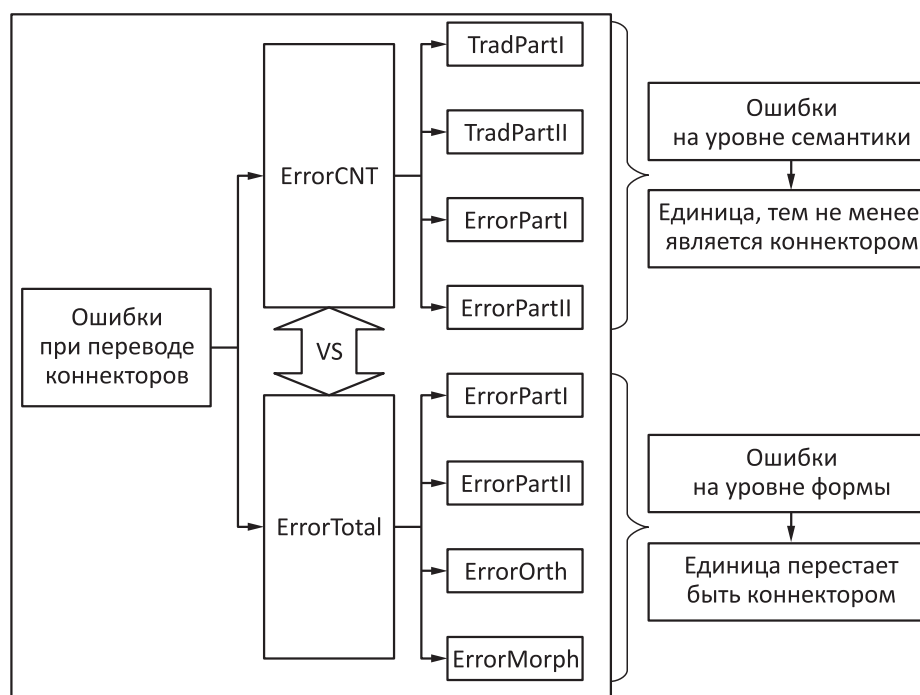 Ошибки
при переводе
коннекторов
ErrorCNT
VS
ErrorTotal
TradPartI
TradPartII
ErrorPartI
ErrorPartII
ErrorPartI
ErrorPartII
ErrorOrth
ErrorMorph
Ошибки
на уровне семантики
Единица, тем не менее,
является коннектором
Ошибки
на уровне формы
Единица перестает
быть коннектором